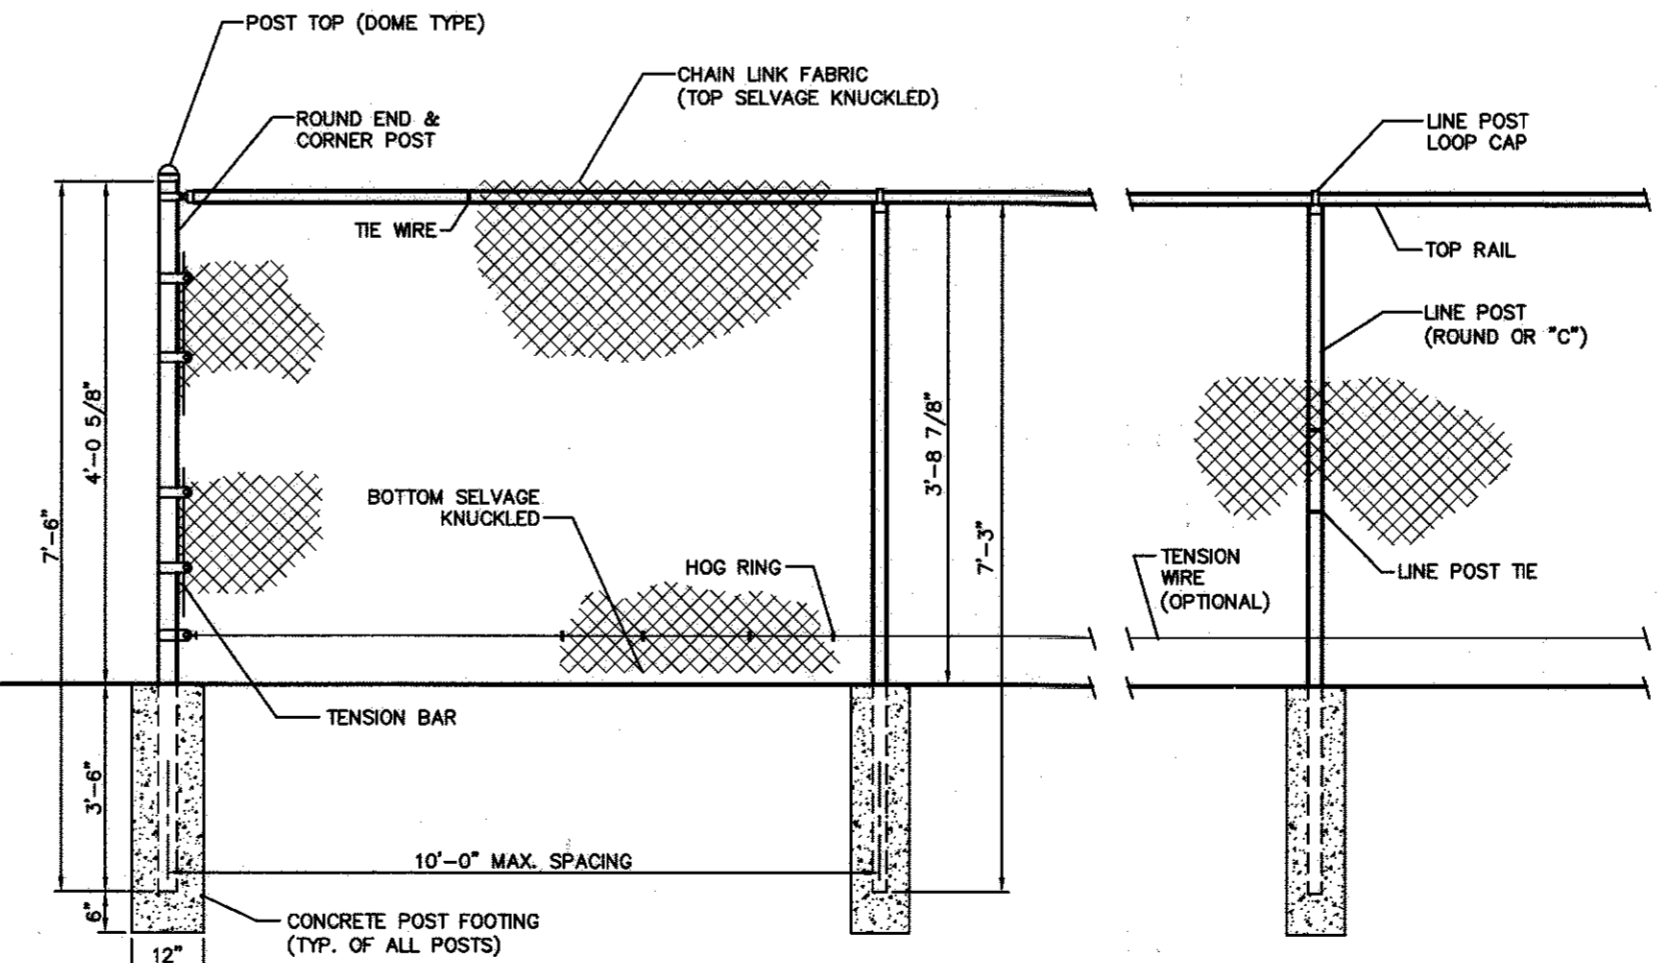 POST TOP (DOME TYPE)
CHAIN LINK FABRIC
(TOP SELVAGE KNUCKLED)
ROUND END &
CORNER POST
LINE POST
LOOP CAP
TIE WIRE
TOP RAIL
LINE POST
(ROUND OR "C")
4'-0 5/8"
3'-8 7/8"
BOTTOM SELVAGE
KNUCKLED
7'-6"
7'-3"
HOG RING
TENSION
WIRE
(OPTIONAL)
LINE POST TIE
TENSION BAR
3'-6"
10'-0" MAX. SPACING
6"
CONCRETE POST FOOTING
(TYP. OF ALL POSTS)
12"